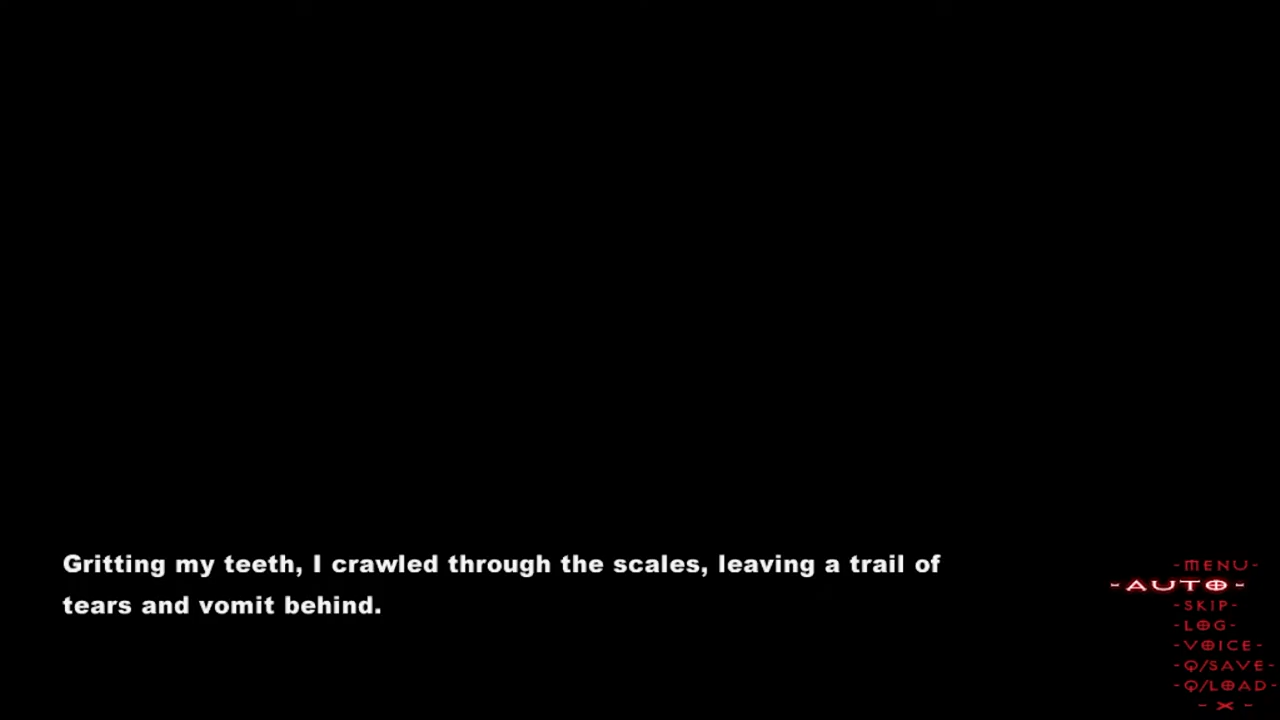 Gritting my teeth, I crawled through the scales, leaving a trail of
tears and vomit behind.
-MENU-
-AUTO-
-SKIP-
-LOG-
-VOICE-
-Q/SAVE-
-Q/LOAD-
-X-